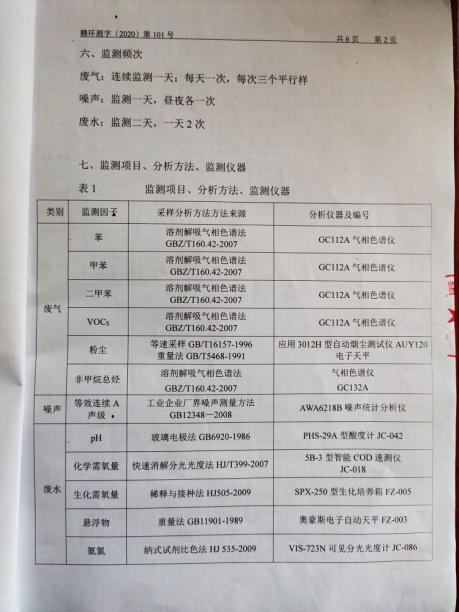 赣环测字（2020）第 101 号 共 6 页 第 2 页
六、监测频次
废气：连续监测一天；每天一次，每次三个平行样
噪声：监测一天，昼夜各一次
废水：监测二天，一天 2 次
七、监测项目、分析方法、监测仪器
表 1 监测项目、分析方法、监测仪器
类别 监测因子 采样分析方法方法来源 分析仪器及编号
废气
苯 溶剂解吸气相色谱法 GC112A 气相色谱仪
GBZ/T160.42-2007
甲苯 溶剂解吸气相色谱法 GC112A 气相色谱仪
GBZ/T160.42-2007
二甲苯 溶剂解吸气相色谱法 GC112A 气相色谱仪
GBZ/T160.42-2007
VOCs 溶剂解吸气相色谱法 GC112A 气相色谱仪
GBZ/T160.42-2007
粉尘 等速采样 GB/T16157-1996 应用 3012H 型自动烟尘测试仪 AUY120
重量法 GB/T5468-1991 电子天平
非甲烷总烃 溶剂解吸气相色谱法 气相色谱仪
GBZ/T160.42-2007 GC132A
噪声 等效连续 A 工业企业厂界噪声测量方法 AWA6218B 噪声统计分析仪
声级 GB12348—2008
废水
pH 玻璃电极法 GB6920-1986 PHS-29A 型酸度计 JC-042
化学需氧量 快速消解分光光度法 HJ/T399-2007 5B-3 型智能 COD 速测仪
JC-018
生化需氧量 稀释与接种法 HJ505-2009 SPX-250 型生化培养箱 FZ-005
悬浮物 重量法 GB11901-1989 奥豪斯电子自动天平 FZ-003
氨氮 纳式试剂比色法 HJ 535-2009 VIS-723N 可见分光光度计 JC-086